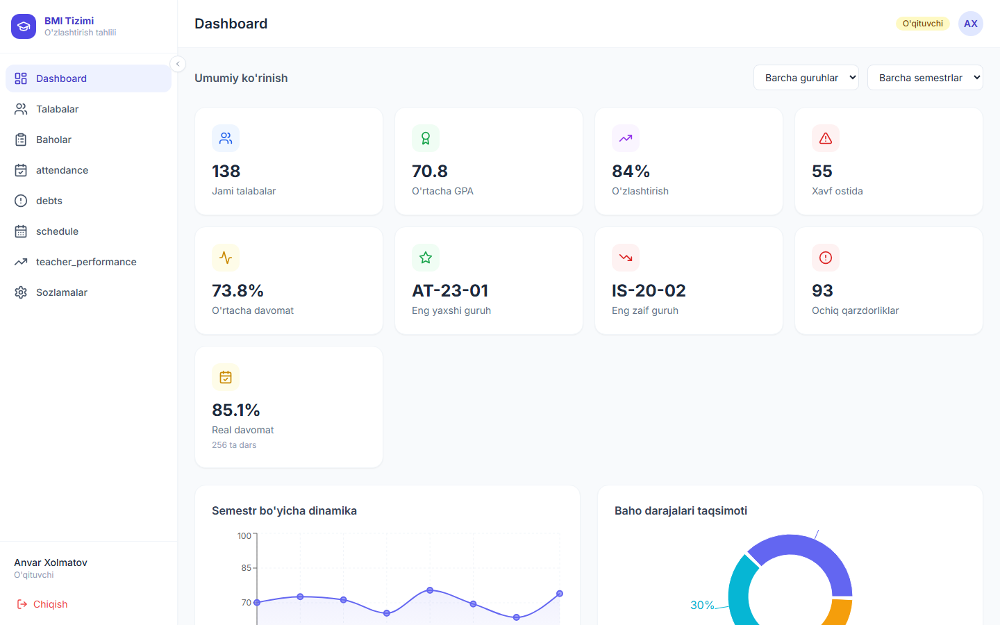 BMI Tizimi
O'zlashtirish tahlili
Dashboard
Talabalar
Baholar
attendance
debts
schedule
teacher_performance
Sozlamalar
Anvar Xolmatov
O'qituvchi
Chiqish
Dashboard
O'qituvchi
AX
Umumiy ko'rinish
Barcha guruhlar
Barcha semestrlar
138
Jami talabalar
70.8
O'rtacha GPA
84%
O'zlashtirish
55
Xavf ostida
73.8%
O'rtacha davomat
AT-23-01
Eng yaxshi guruh
IS-20-02
Eng zaif guruh
93
Ochiq qarzdorliklar
85.1%
Real davomat
256 ta dars
Semestr bo'yicha dinamika
100
85
70
Baho darajalari taqsimoti
30%